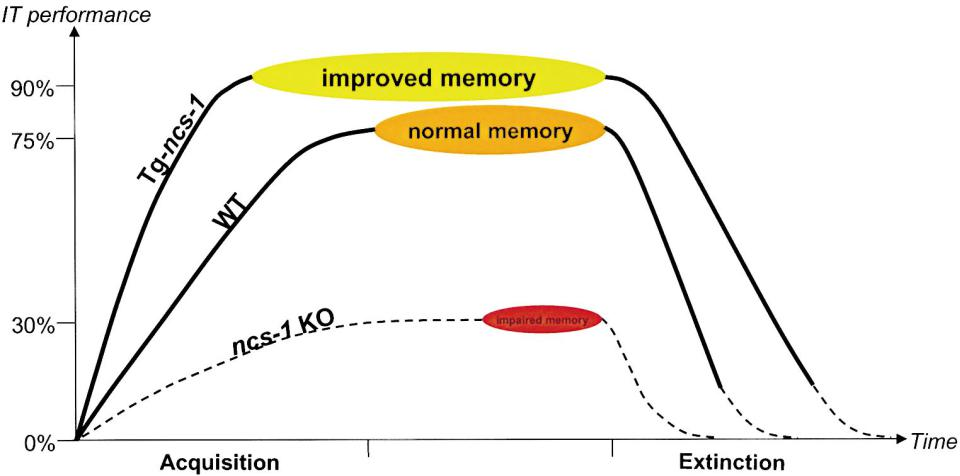 IT performance
90%
improved memory
Tg-ncs-1
75%
normal memory
WT
30%
impaired memory
ncs-1 KO
0%
Time
Acquisition
Extinction